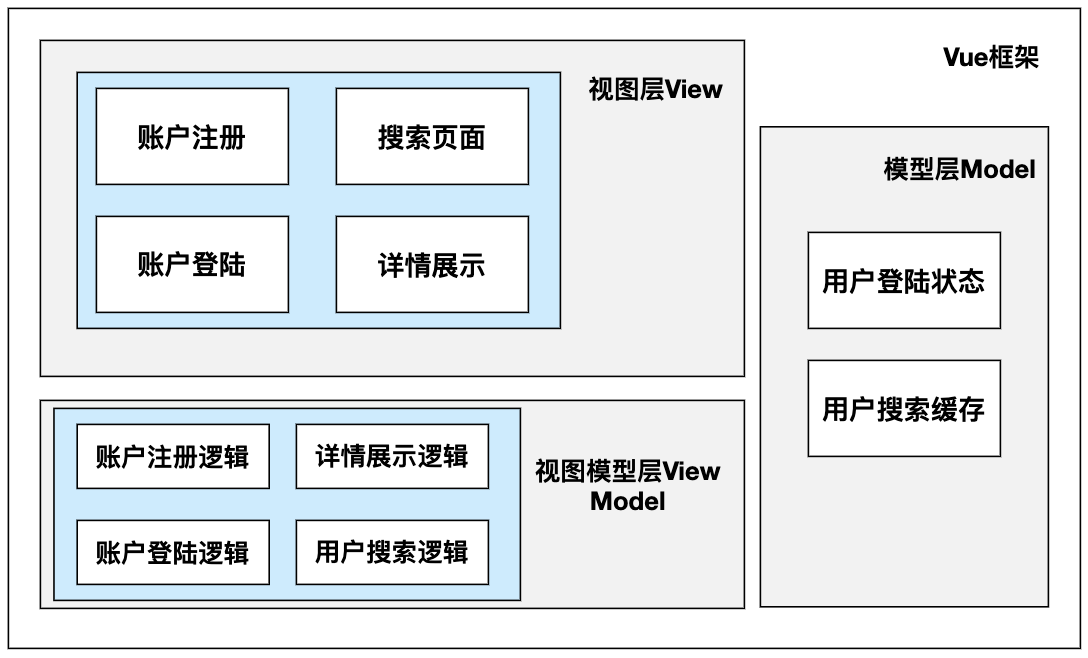 Vue框架
视图层View
账户注册
搜索页面
账户登陆
详情展示
模型层Model
用户登陆状态
用户搜索缓存
视图模型层View
Model
账户注册逻辑
详情展示逻辑
账户登陆逻辑
用户搜索逻辑